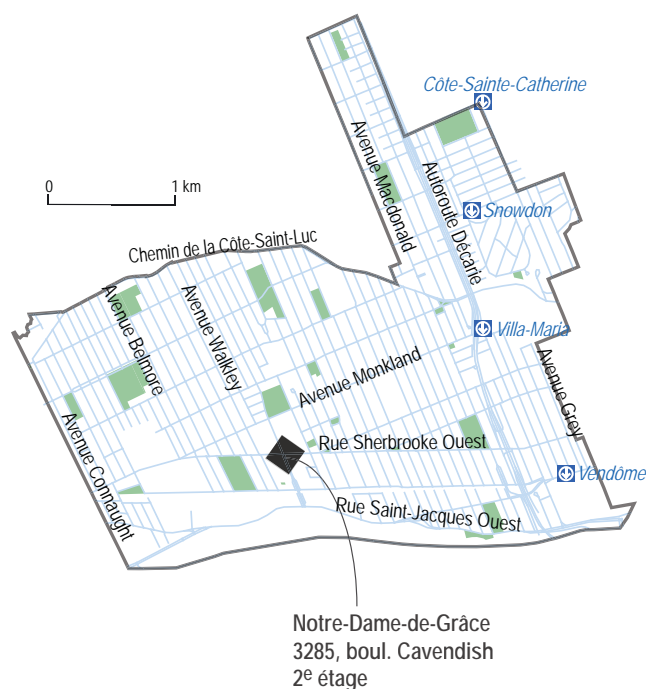 Côte-Sainte-Catherine
0 1 km
Avenue Macdonald
Autoroute Décarie
Snowdon
Chemin de la Côte-Saint-Luc
Avenue Belmore
Avenue Walkley
Villa-Maria
Avenue Monkland
Avenue Grey
Avenue Connaught
Rue Sherbrooke Ouest
Vendôme
Rue Saint-Jacques Ouest
Notre-Dame-de-Grâce
3285, boul. Cavendish
2e étage